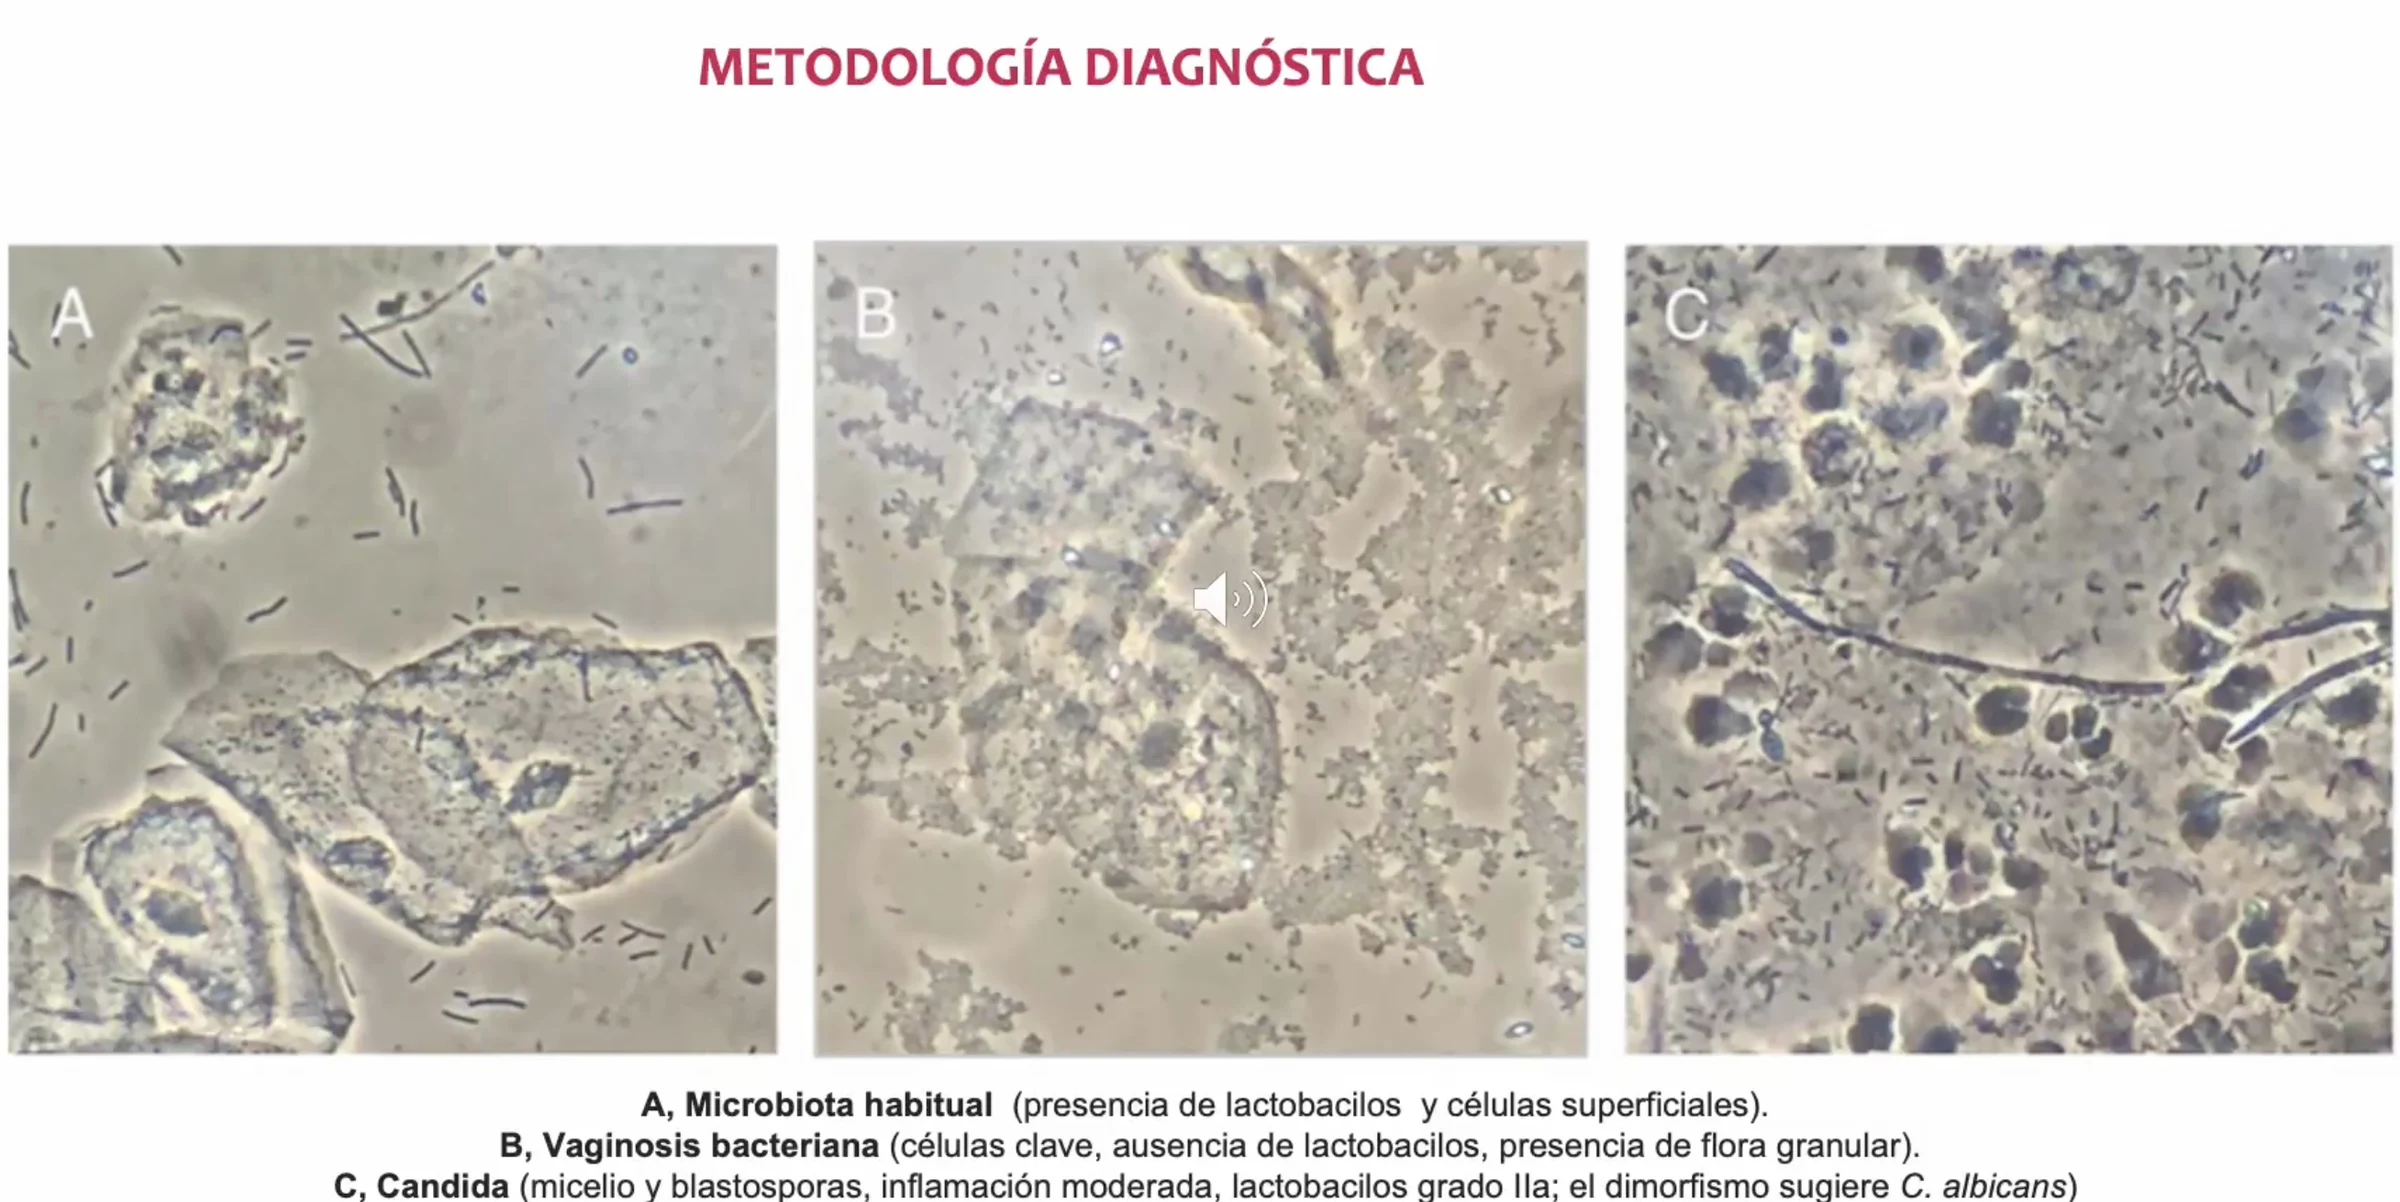 METODOLOGÍA DIAGNÓSTICA
A
B
C
A, Microbiota habitual (presencia de lactobacilos y células superficiales).
B, Vaginosis bacteriana (células clave, ausencia de lactobacilos, presencia de flora granular).
C, Candida (micelio y blastosporas, inflamación moderada, lactobacilos grado IIa; el dimorfismo sugiere C. albicans)